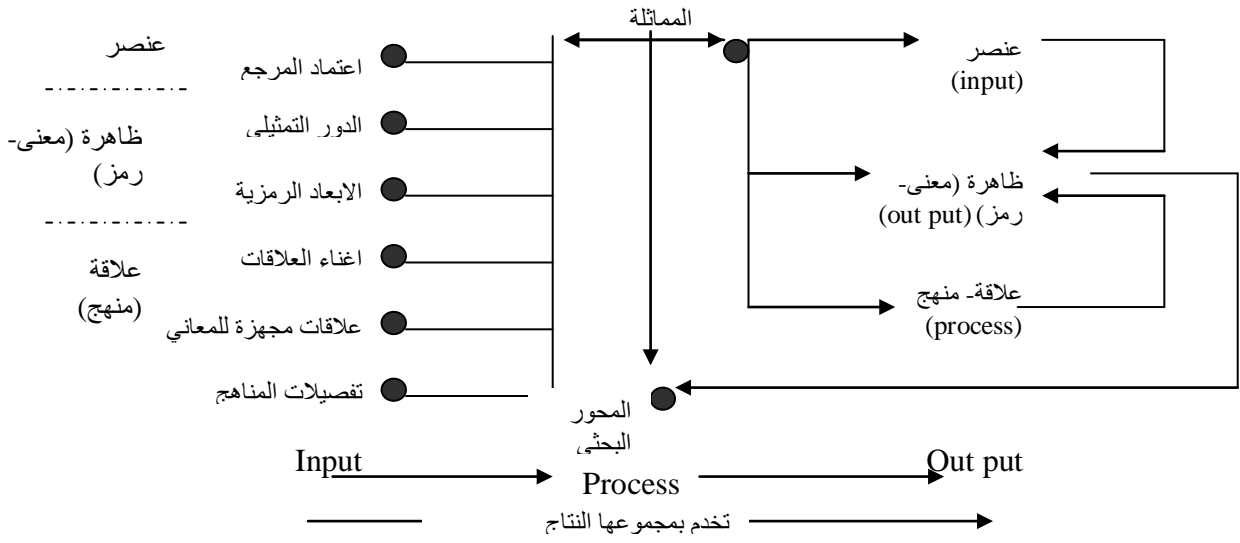 المماثلة
عنصر
اعتماد المرجع
الدور التمثيلي
ظاهرة (معنى-
رمز)
الابعاد الرمزية
اغناء العلاقات
علاقة
(منهج)
علاقات مجهزة للمعاني
تفصيلات المناهج
عنصر
(input)
ظاهرة (معنى-
رمز) (out put)
علاقة- منهج
(process)
المحور
البحثي
Input
Process
Out put
تخدم بمجموعها النتاج